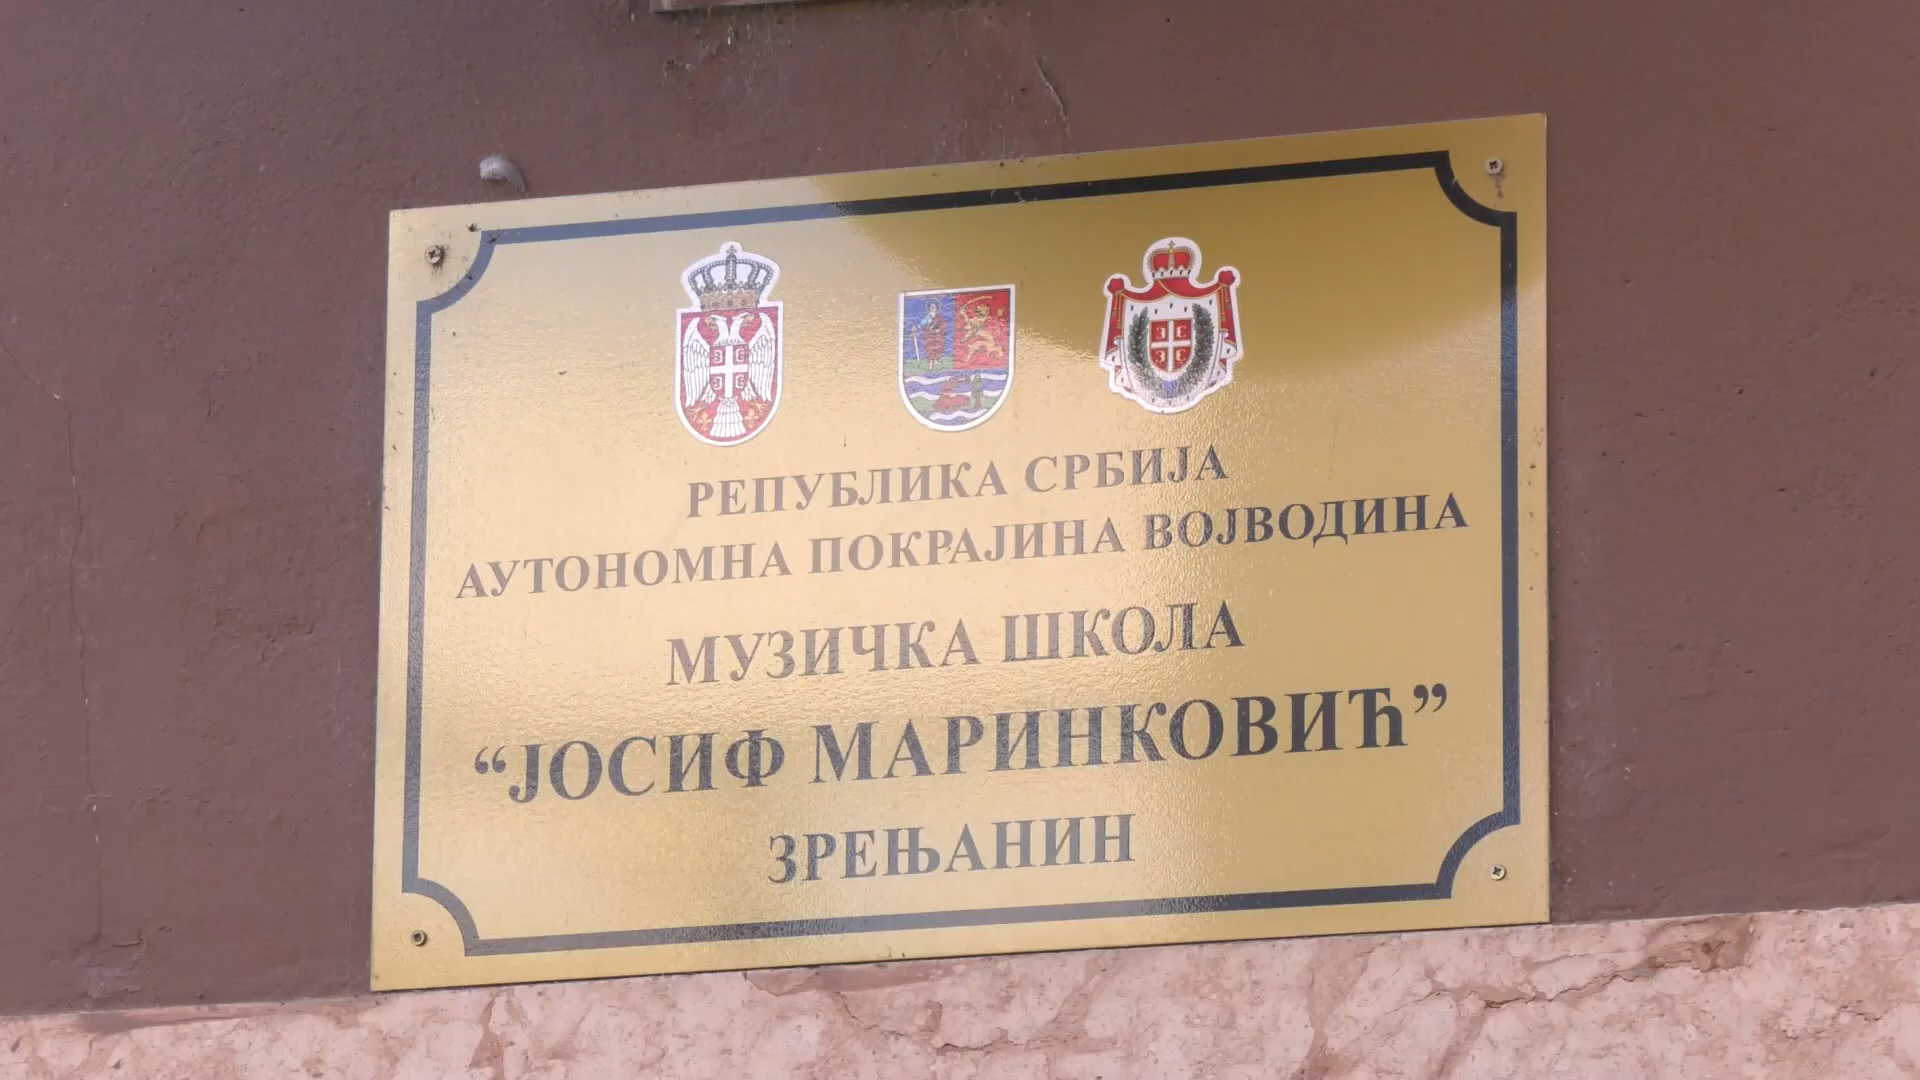 РЕПУБЛИКА СРБИЈА
АУТОНОМНА ПОКРАЈИНА ВОЈВОДИНА
МУЗИЧКА ШКОЛА
“ЈОСИФ МАРИНКОВИЋ”
ЗРЕЊАНИН